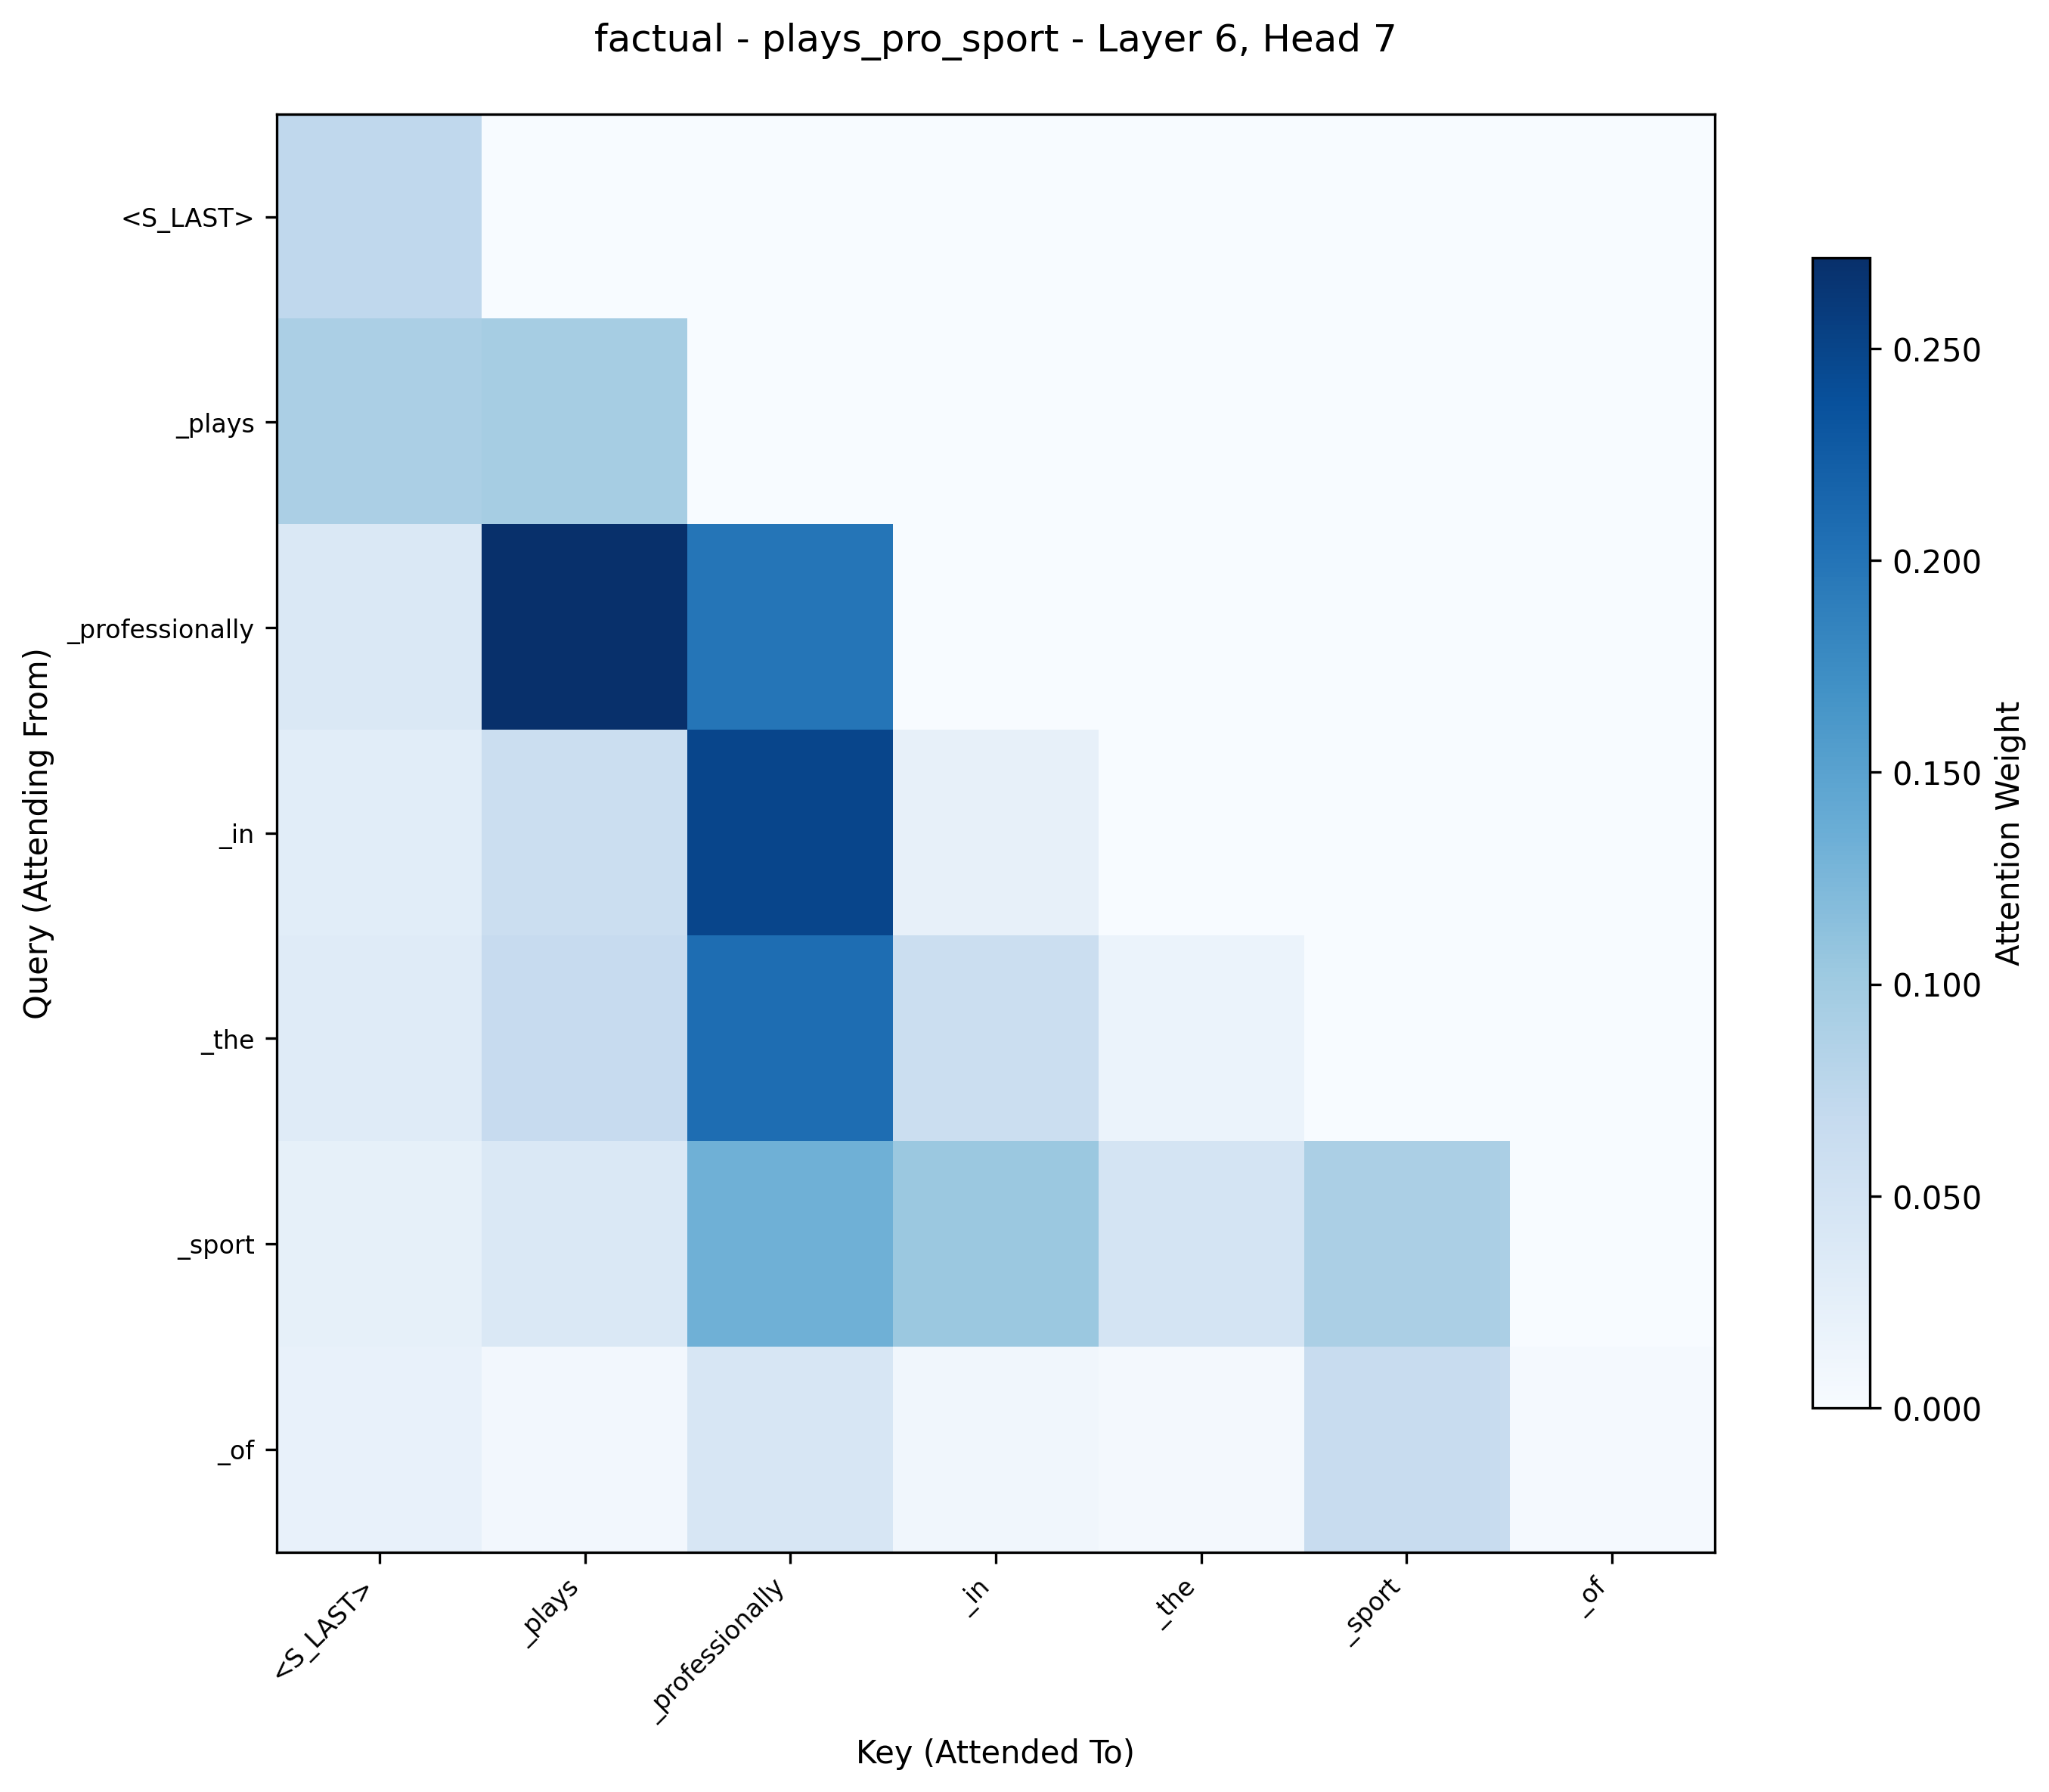 factual - plays_pro_sport - Layer 6, Head 7
<S_LAST>
_plays
_professionally
_in
_the
_sport
_of
Query (Attending From)
<S_LAST>
_plays
_professionally
_in
_the
_sport
_of
Key (Attended To)
0.250
0.200
0.150
0.100
0.050
0.000
Attention Weight